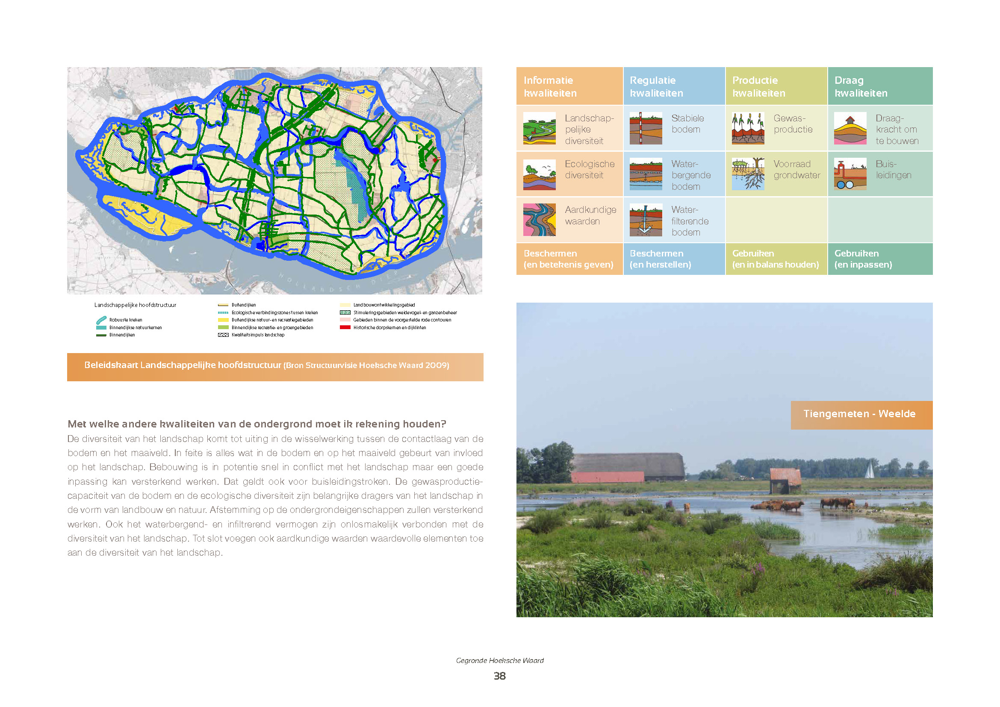 SPIJKENISSE
HOLLANDSCH DIEP
Landschappelijke hoofdstructuur
Robuuste kreken
Binnendijkse natuurkernen
Binnendijken
Buitendijken
Ecologische verbindingszones tussen kreken
Buitendijkse natuur- en recreatiegebieden
Binnendijkse recreatie- en groengebieden
Kwaliteitsimpuls landschap
Landbouwontwikkelingsgebied
Stimuleringsgebieden weidevogel- en ganzenbeheer
Gebieden binnen de voorgestelde rode contouren
Historische dorpskernen en dijklinten
Beleidskaart Landschappelijke hoofdstructuur (Bron Structuurvisie Hoeksche Waard 2009)
Met welke andere kwaliteiten van de ondergrond moet ik rekening houden?
De diversiteit van het landschap komt tot uiting in de wisselwerking tussen de contactlaag van de
bodem en het maaiveld. In feite is alles wat in de bodem en op het maaiveld gebeurt van invloed
op het landschap. Bebouwing is in potentie snel in conflict met het landschap maar een goede
inpassing kan versterkend werken. Dat geldt ook voor buisleidingstroken. De gewasproductie-
capaciteit van de bodem en de ecologische diversiteit zijn belangrijke dragers van het landschap in
de vorm van landbouw en natuur. Afstemming op de ondergrondeigenschappen zullen versterkend
werken. Ook het waterbergend- en infiltrerend vermogen zijn onlosmakelijk verbonden met de
diversiteit van het landschap. Tot slot voegen ook aardkundige waarden waardevolle elementen toe
aan de diversiteit van het landschap.
Informatie
kwaliteiten
Regulatie
kwaliteiten
Productie
kwaliteiten
Draag
kwaliteiten
Landschap-
pelijke
diversiteit
Stabiele
bodem
Gewas-
productie
Draag-
kracht om
te bouwen
Ecologische
diversiteit
Water-
bergende
bodem
Voorraad
grondwater
Buis-
leidingen
Aardkundige
waarden
Water-
filterende
bodem
Beschermen
(en betekenis geven)
Beschermen
(en herstellen)
Gebruiken
(en in balans houden)
Gebruiken
(en inpassen)
Tiengemeten - Weelde
Gegronde Hoeksche Waard
38